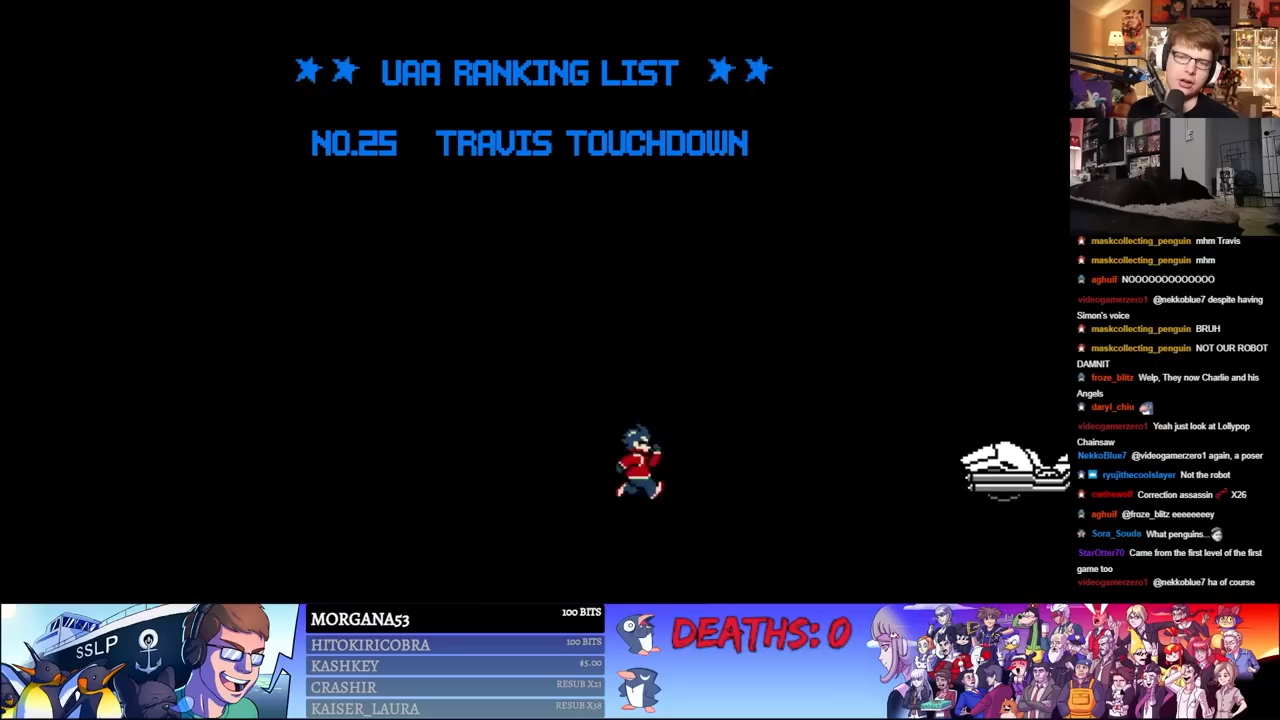 ★★ UAA RANKING LIST ★★
NO.25 TRAVIS TOUCHDOWN
maskcollecting_penguin mhm Travis
maskcollecting_penguin mhm
aghuif NOOOOOOOOOOOOO
videogamerzero1 @nekkoblue7 despite having
Simon's voice
maskcollecting_penguin BRUH
maskcollecting_penguin NOT OUR ROBOT
DAMNIT
froze_blitz Welp, They now Charlie and his
Angels
daryl_chiu
videogamerzero1 Yeah just look at Lollypop
Chainsaw
NekkoBlue7 @videogamerzero1 again, a poser
ryujithecoolslayer Not the robot
cwthewolf Correction assassin X26
aghuif @froze_blitz eeeeeeeey
Sora_Souda What penguins...
StarOtter70 Came from the first level of the first
game too
videogamerzero1 @nekkoblue7 ha of course
SSLP
MORGANA53 100 BITS
HITOKIRICOBRA 100 BITS
KASHKEY $5.00
CRASHIR RESUB X21
KAISER_LAURA RESUB X38
DEATHS: 0